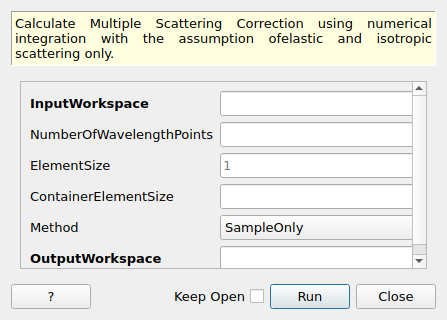 Calculate Multiple Scattering Correction using numerical
integration with the assumption ofelastic and isotropic
scattering only.
InputWorkspace
NumberOfWavelengthPoints
ElementSize 1
ContainerElementSize
Method SampleOnly
OutputWorkspace
? Keep Open Run Close